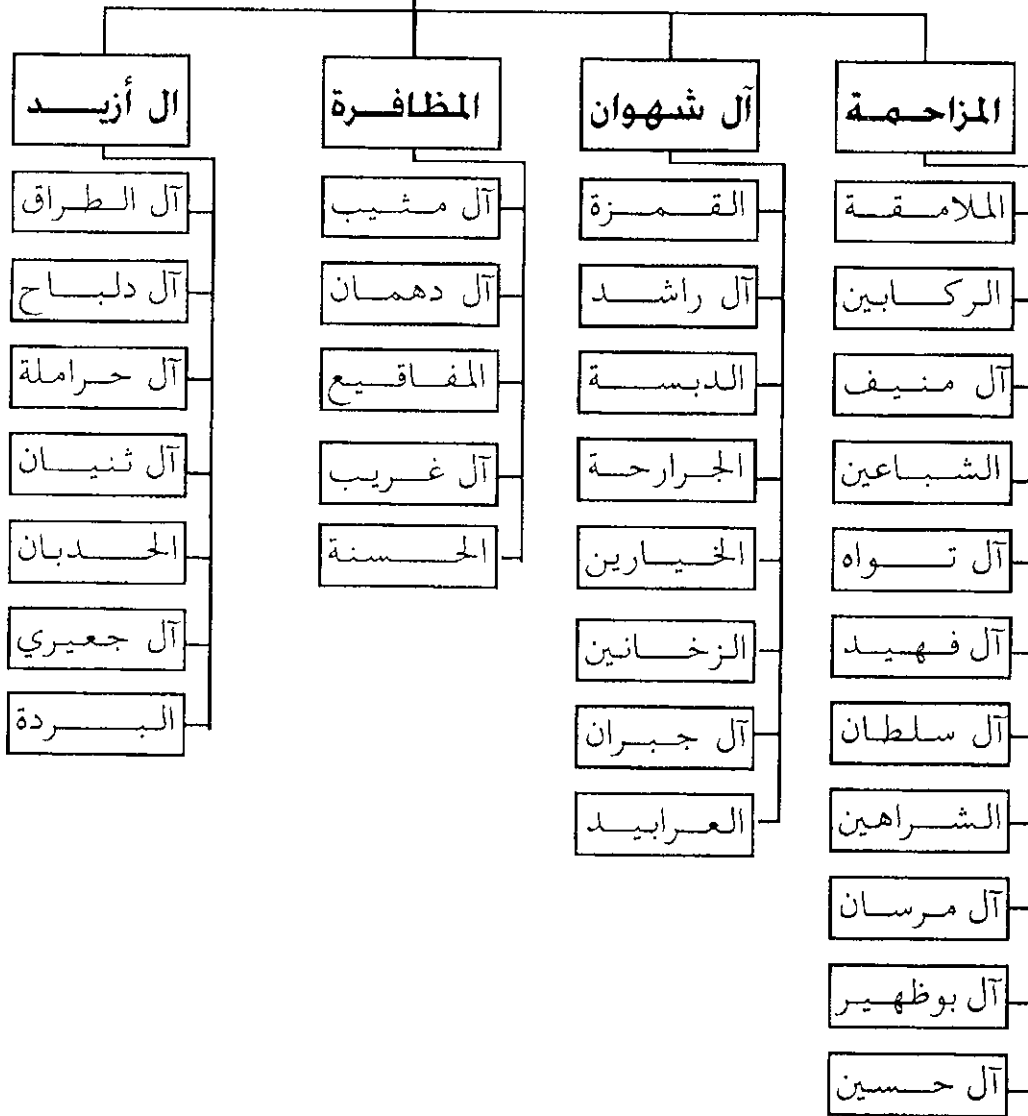 المزاحمة
الملامقة
الركابين
آل منيف
الشباعين
آل تواه
آل فهيد
آل سلطان
الشراهين
آل مرسان
آل بوظهير
آل حسين
آل شهوان
القمزة
آل راشد
الدبسة
الجرارحة
الخيارين
الزخانين
آل جبران
العرابيد
المظافرة
آل مثيب
آل دهمان
المفاقيع
آل غريب
الحسنة
ال أزيد
آل الطراق
آل دلباح
آل حراملة
آل ثنيان
الحدبان
آل جعيري
البردة